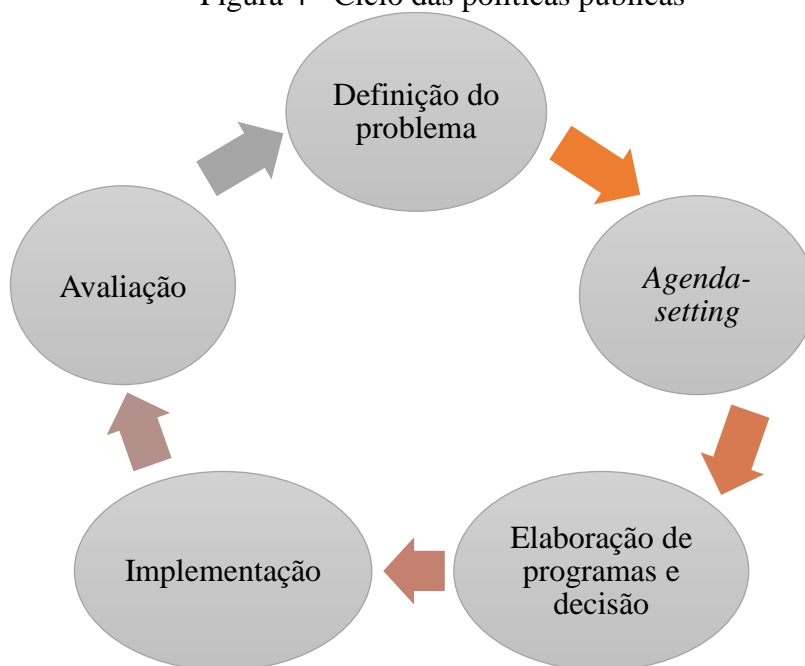 Figura 4 - Ciclo das políticas públicas
Definição do
problema
Agenda-
setting
Elaboração de
programas e
decisão
Implementação
Avaliação